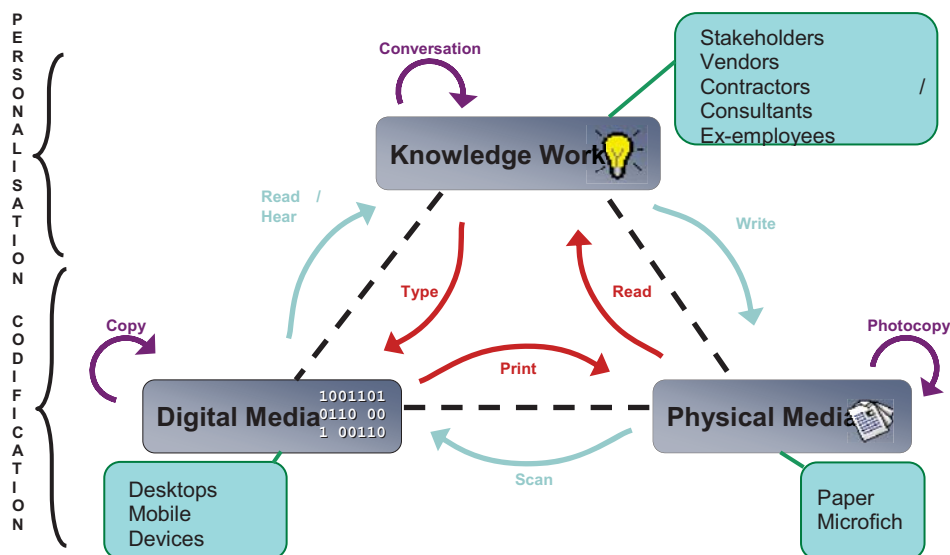 PERSONALISATION
CODIFICATION
Conversation
Stakeholders
Vendors
Contractors /
Consultants
Ex-employees
Knowledge Work
Read /
Hear
Write
Type
Read
Copy
Photocopy
Print
Digital Media
1001101
0110 00
1 00110
Physical Media
Scan
Desktops
Mobile
Devices
Paper
Microfich